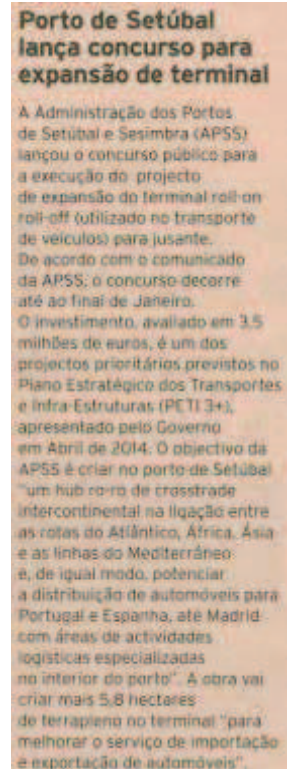 Porto de Setúbal
lança concurso para
expansão de terminal
A Administração dos Portos
de Setúbal e Sesimbra (APSS)
lançou o concurso público para
a execução do projecto
de expansão do terminal roll-on
roll-off (utilizado no transporte
de veículos) para jusante.
De acordo com o comunicado
da APSS, o concurso decorre
até ao final de Janeiro.
O investimento, avaliado em 3,5
milhões de euros, é um dos
projectos prioritários previstos no
Plano Estratégico dos Transportes
e Infra-Estruturas (PETI 3+),
apresentado pelo Governo
em Abril de 2014. O objectivo da
APSS é criar no porto de Setúbal
"um hub ro-ro de crosstrade
intercontinental na ligação entre
as rotas do Atlântico, África, Ásia
e as linhas do Mediterrâneo
e, de igual modo, potenciar
a distribuição de automóveis para
Portugal e Espanha, até Madrid
com áreas de actividades
logísticas especializadas
no interior do porto". A obra vai
criar mais 5,8 hectares
de terrapleno no terminal "para
melhorar o serviço de importação
e exportação de automóveis".